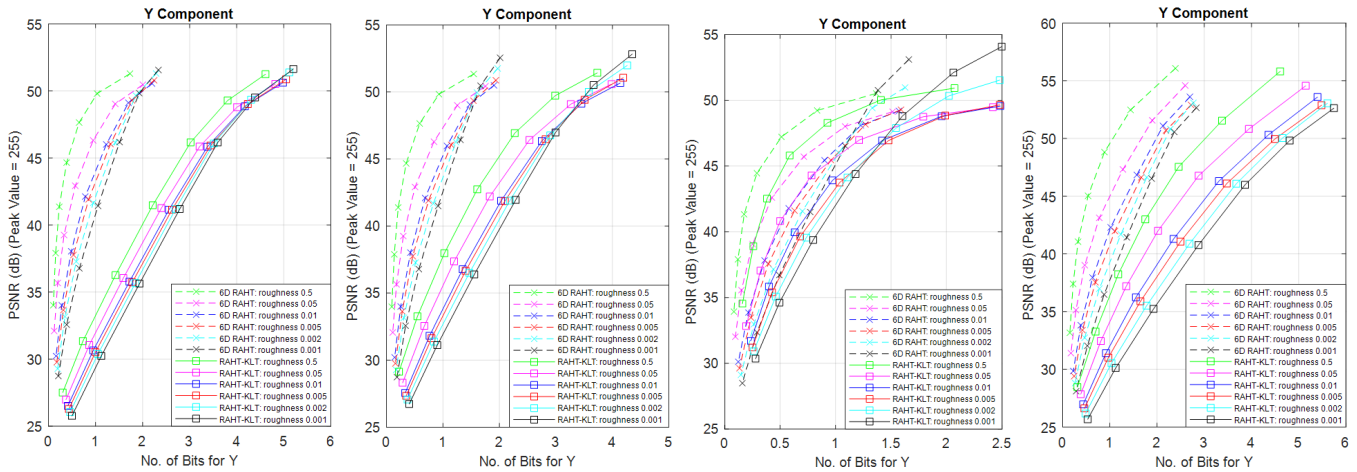 Y Component
PSNR (dB) (Peak Value = 255)
55
50
45
40
35
30
25
0
1
2
3
4
5
6
No. of Bits for Y
6D RAHT: roughness 0.5
6D RAHT: roughness 0.05
6D RAHT: roughness 0.01
6D RAHT: roughness 0.005
6D RAHT: roughness 0.002
6D RAHT: roughness 0.001
RAHT-KLT: roughness 0.5
RAHT-KLT: roughness 0.05
RAHT-KLT: roughness 0.01
RAHT-KLT: roughness 0.005
RAHT-KLT: roughness 0.002
RAHT-KLT: roughness 0.001
Y Component
PSNR (dB) (Peak Value = 255)
55
50
45
40
35
30
25
0
1
2
3
4
5
No. of Bits for Y
6D RAHT: roughness 0.5
6D RAHT: roughness 0.05
6D RAHT: roughness 0.01
6D RAHT: roughness 0.005
6D RAHT: roughness 0.002
6D RAHT: roughness 0.001
RAHT-KLT: roughness 0.5
RAHT-KLT: roughness 0.05
RAHT-KLT: roughness 0.01
RAHT-KLT: roughness 0.005
RAHT-KLT: roughness 0.002
RAHT-KLT: roughness 0.001
Y Component
PSNR (dB) (Peak Value = 255)
55
50
45
40
35
30
25
0
0.5
1
1.5
2
2.5
No. of Bits for Y
6D RAHT: roughness 0.5
6D RAHT: roughness 0.05
6D RAHT: roughness 0.01
6D RAHT: roughness 0.005
6D RAHT: roughness 0.002
6D RAHT: roughness 0.001
RAHT-KLT: roughness 0.5
RAHT-KLT: roughness 0.05
RAHT-KLT: roughness 0.01
RAHT-KLT: roughness 0.005
RAHT-KLT: roughness 0.002
RAHT-KLT: roughness 0.001
Y Component
PSNR (dB) (Peak Value = 255)
60
55
50
45
40
35
30
25
0
1
2
3
4
5
6
No. of Bits for Y
6D RAHT: roughness 0.5
6D RAHT: roughness 0.05
6D RAHT: roughness 0.01
6D RAHT: roughness 0.005
6D RAHT: roughness 0.002
6D RAHT: roughness 0.001
RAHT-KLT: roughness 0.5
RAHT-KLT: roughness 0.05
RAHT-KLT: roughness 0.01
RAHT-KLT: roughness 0.005
RAHT-KLT: roughness 0.002
RAHT-KLT: roughness 0.001